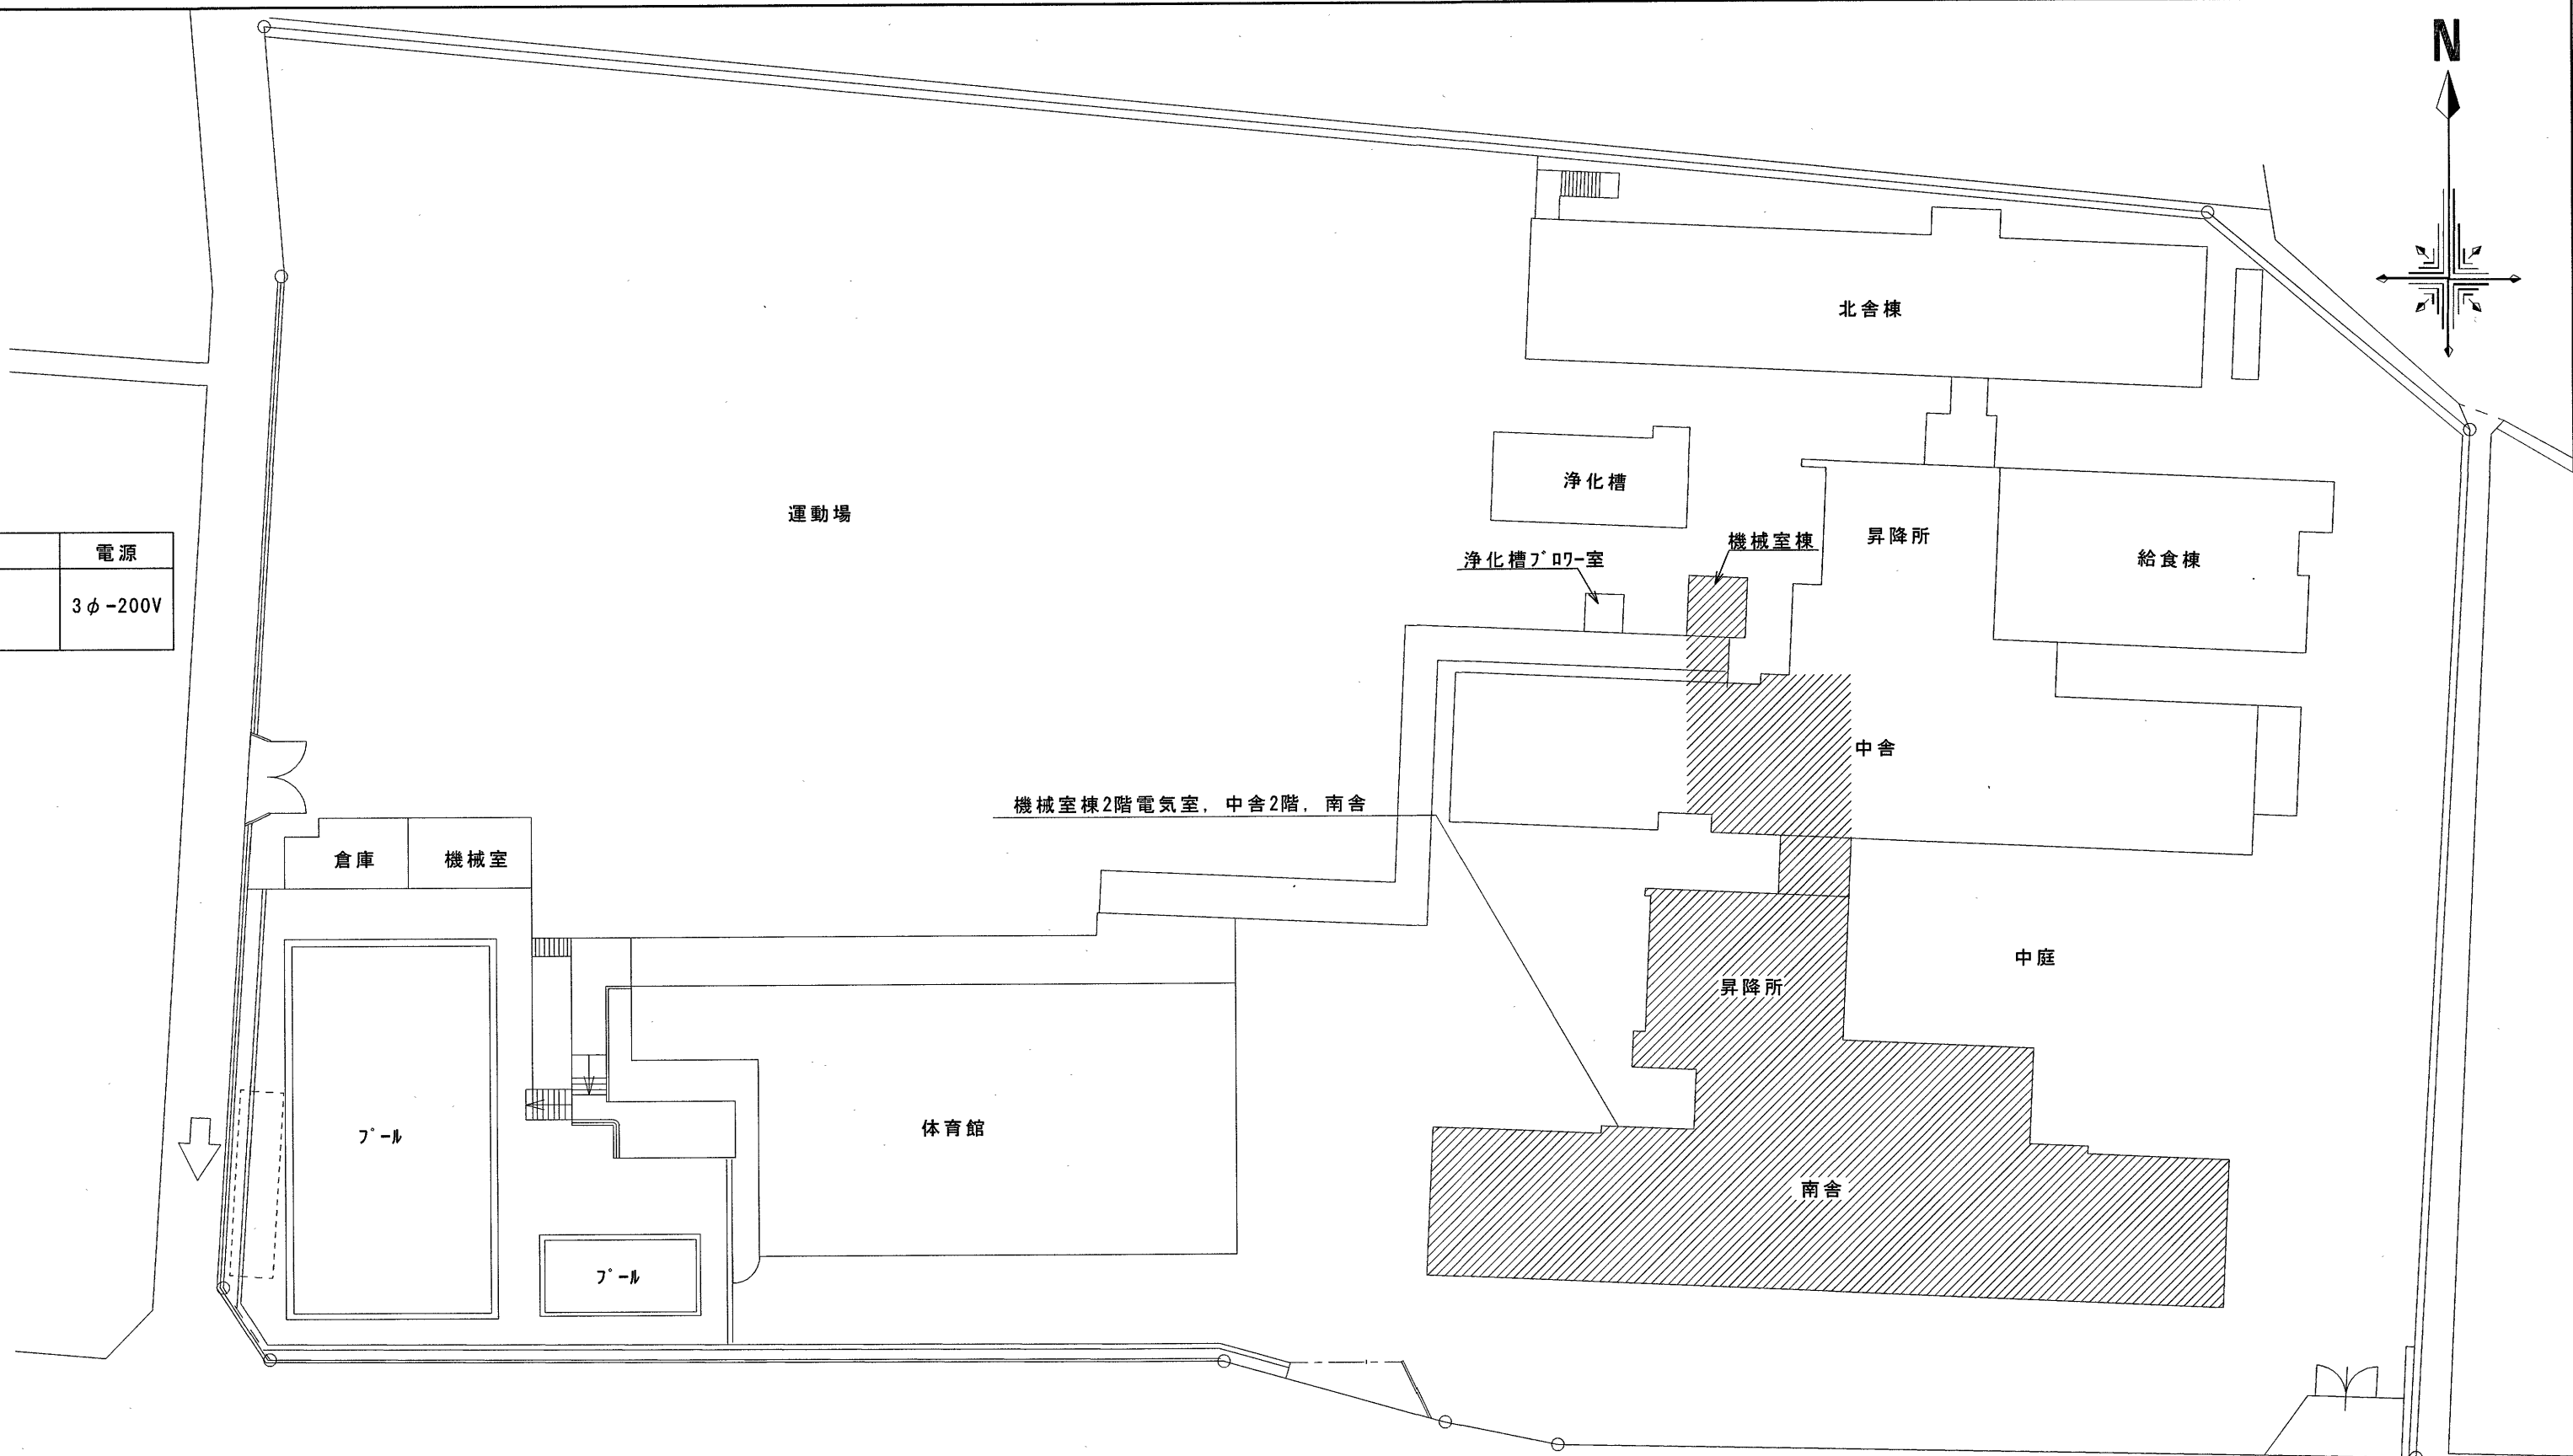 N
北舎棟
浄化槽
運動場
昇降所
機械室棟
電源
浄化槽ﾌﾞﾛﾜｰ室
給食棟
3φ-200V
中舎
機械室棟2階電気室, 中舎2階, 南舎
倉庫
機械室
中庭
昇降所
体育館
ﾌﾟｰﾙ
南舎
ﾌﾟｰﾙ